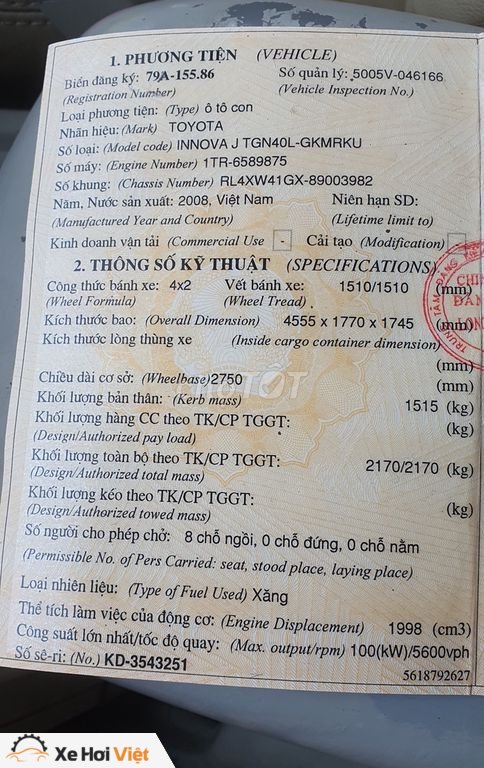 1. PHƯƠNG TIỆN (VEHICLE)
Biển đăng ký: 79A-155.86 Số quản lý: 5005V-046166
(Registration Number) (Vehicle Inspection No.)
Loại phương tiện: (Type) ô tô con
Nhãn hiệu: (Mark) TOYOTA
Số loại: (Model code) INNOVA J TGN40L-GKMRKU
Số máy: (Engine Number) 1TR-6589875
Số khung: (Chassis Number) RL4XW41GX-89003982
Năm, Nước sản xuất: 2008, Việt Nam Niên hạn SD:
(Manufactured Year and Country) (Lifetime limit to)
Kinh doanh vận tải (Commercial Use - Cải tạo (Modification)
2. THÔNG SỐ KỸ THUẬT (SPECIFICATIONS)
Công thức bánh xe: 4x2 Vết bánh xe: 1510/1510 (mm)
(Wheel Formula) (Wheel Tread)
Kích thước bao: (Overall Dimension) 4555 x 1770 x 1745 (mm)
Kích thước lòng thùng xe (Inside cargo container dimension)
(mm)
Chiều dài cơ sở: (Wheelbase)2750 (mm)
Khối lượng bản thân: (Kerb mass) 1515 (kg)
Khối lượng hàng CC theo TK/CP TGGT: (kg)
(Design/Authorized pay load)
Khối lượng toàn bộ theo TK/CP TGGT: 2170/2170 (kg)
(Design/Authorized total mass)
Khối lượng kéo theo TK/CP TGGT: (kg)
(Design/Authorized towed mass)
Số người cho phép chở: 8 chỗ ngồi, 0 chỗ đứng, 0 chỗ nằm
(Permissible No. of Pers Carried: seat, stood place, laying place)
Loại nhiên liệu: (Type of Fuel Used) Xăng
Thể tích làm việc của động cơ: (Engine Displacement) 1998 (cm3)
Công suất lớn nhất/tốc độ quay: (Max. output/rpm) 100(kW)/5600vph
Số sê-ri: (No.) KD-3543251 5618792627
TRUNG TÂM ĐĂNG
CHI
ĐĂN
Xe Hơi Việt